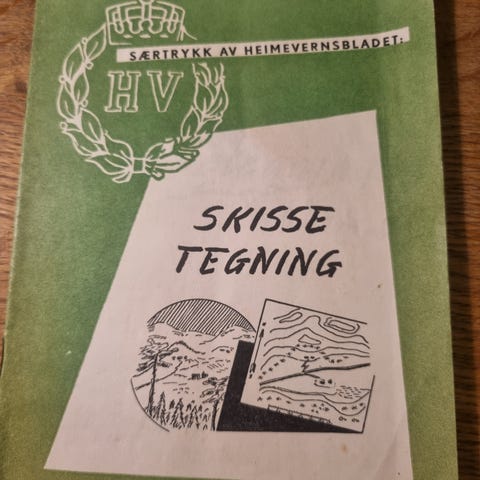 SÆRTRYKK AV HEIMEVERNSBLADET:
HV
SKISSE
TEGNING